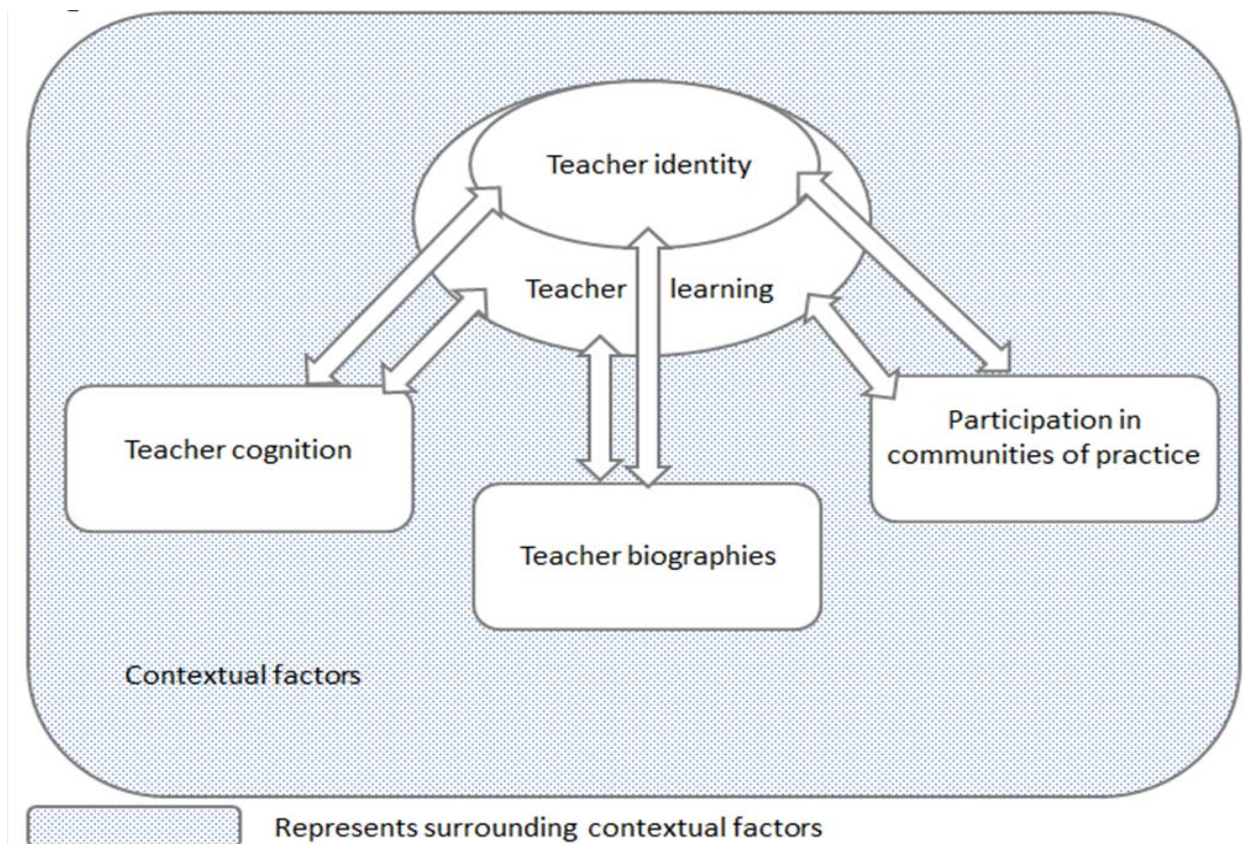 Teacher identity
Teacher learning
Teacher cognition
Participation in
communities of practice
Teacher biographies
Contextual factors
Represents surrounding contextual factors